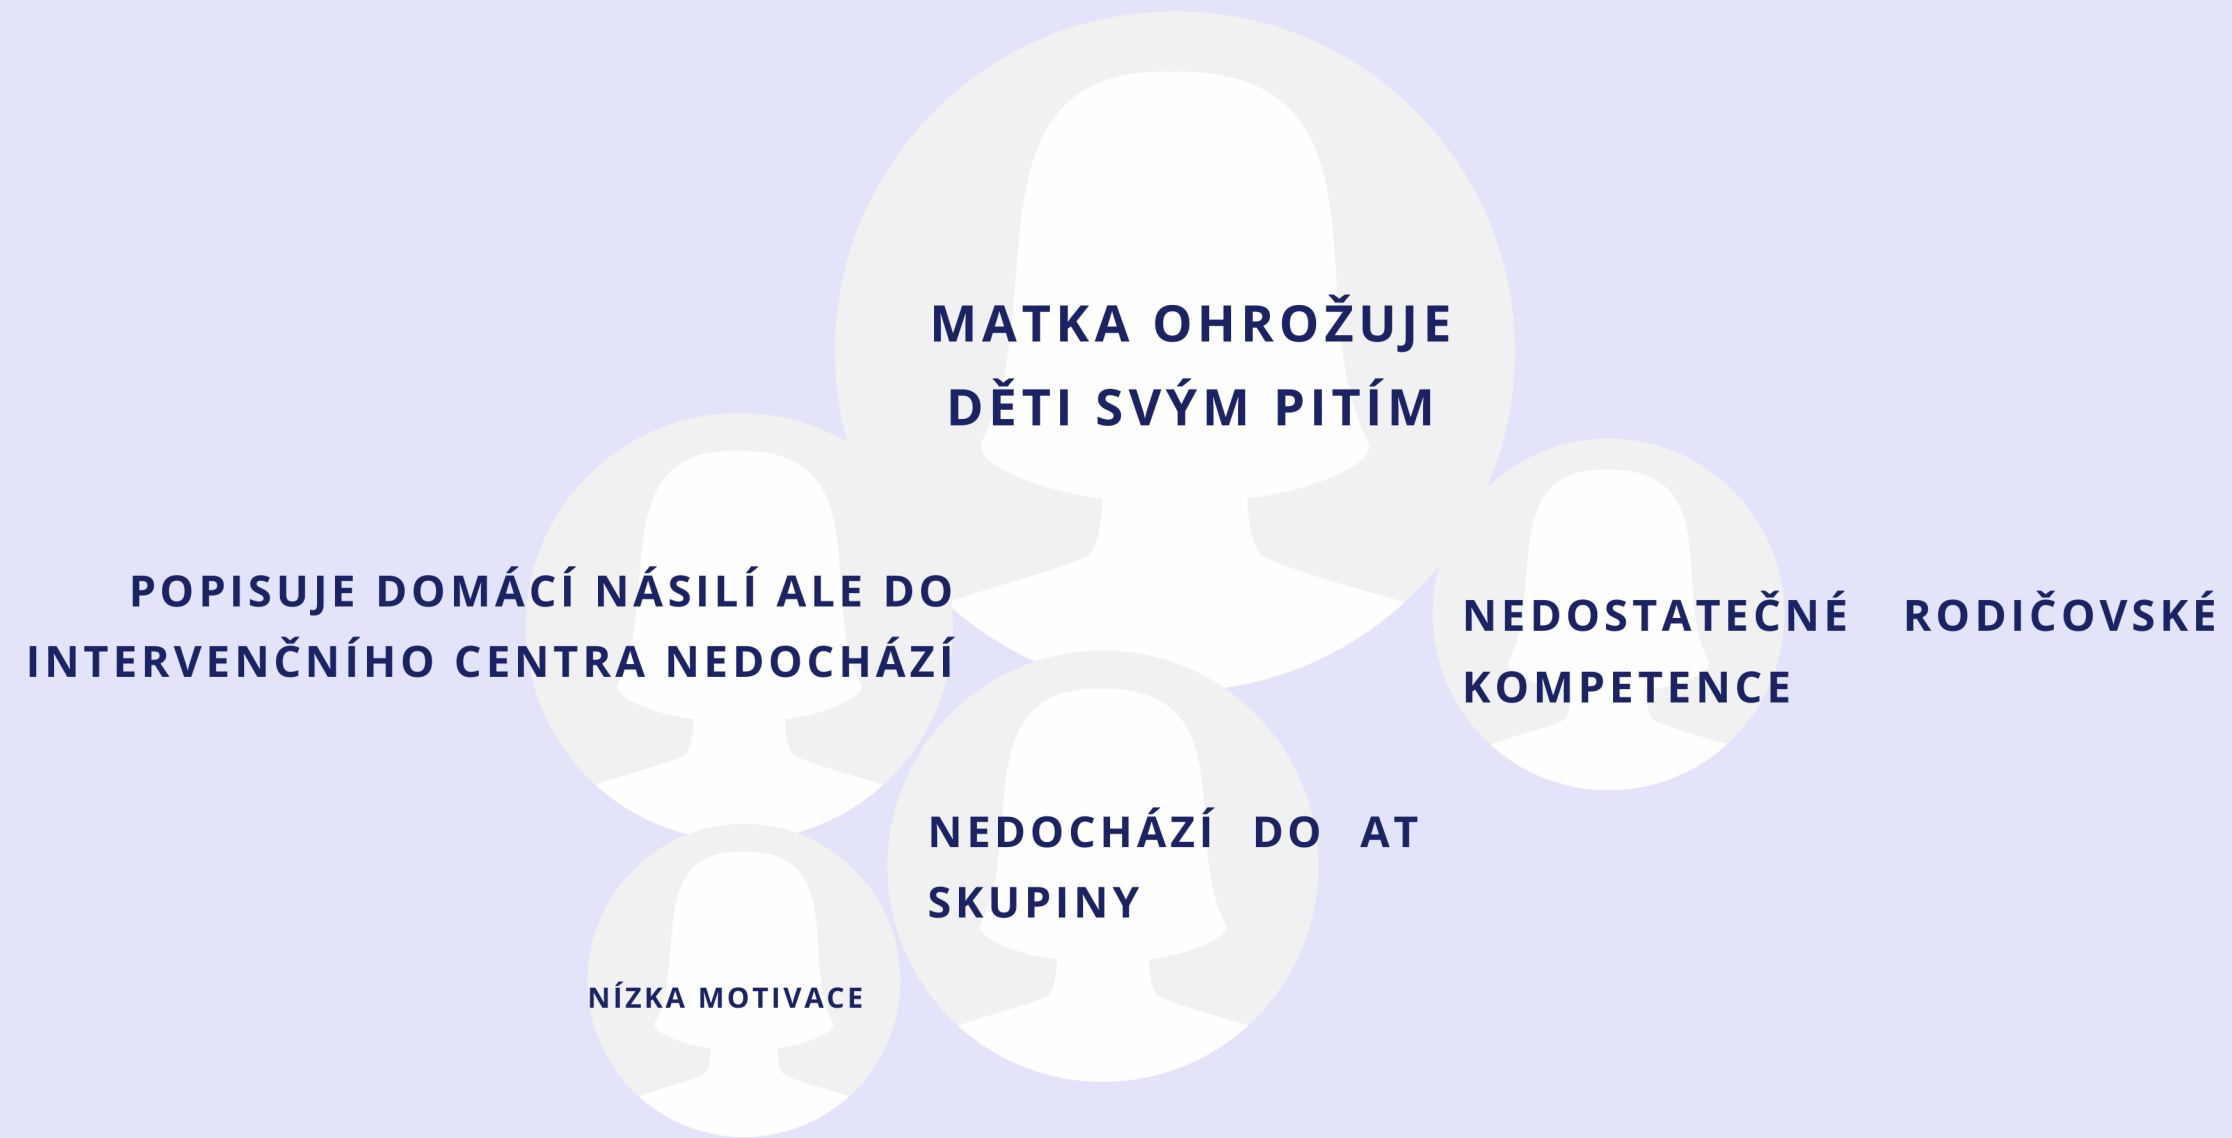 MATKA OHROŽUJE
DĚTI SVÝM PITÍM
POPISUJE DOMÁCÍ NÁSILÍ ALE DO
INTERVENČNÍHO CENTRA NEDOCHÁZÍ
NEDOSTATEČNÉ RODIČOVSKÉ
KOMPETENCE
NEDOCHÁZÍ DO AT
SKUPINY
NÍZKA MOTIVACE